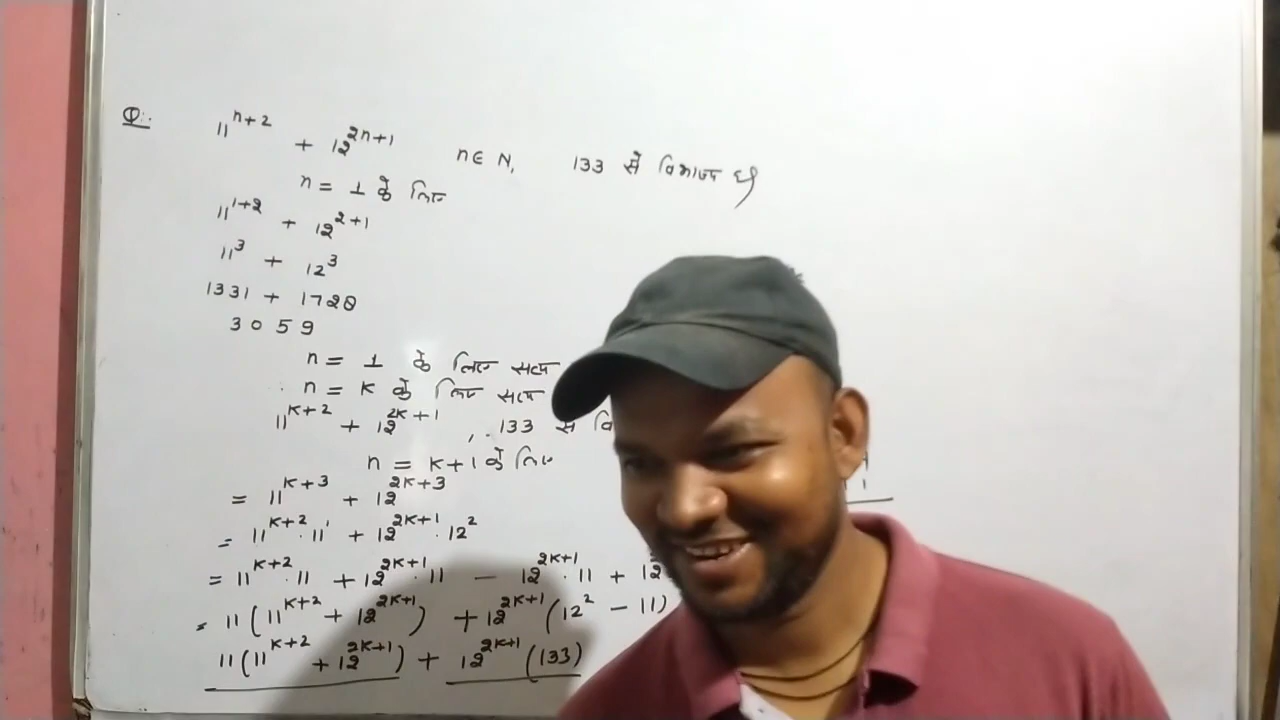 Q:-
11^{n+2} + 12^{2n+1} n∈N, 133 से विभाज्य है
n = 1 के लिए
11^{1+2} + 12^{2+1}
11^3 + 12^3
1331 + 1728
3059
n = 1 के लिए सत्य
n = K के लिए सत्य
11^{K+2} + 12^{2K+1}, 133 से
n = K+1 के लिए
= 11^{K+3} + 12^{2K+3}
= 11^{K+2}·11^1 + 12^{2K+1}·12^2
= 11^{K+2}·11 + 12^{2K+1}·11 − 12^{2K+1}·11 + 12
= 11(11^{K+2} + 12^{2K+1}) + 12^{2K+1}(12^2 − 11)
11(11^{K+2} + 12^{2K+1}) + 12^{2K+1}(133)